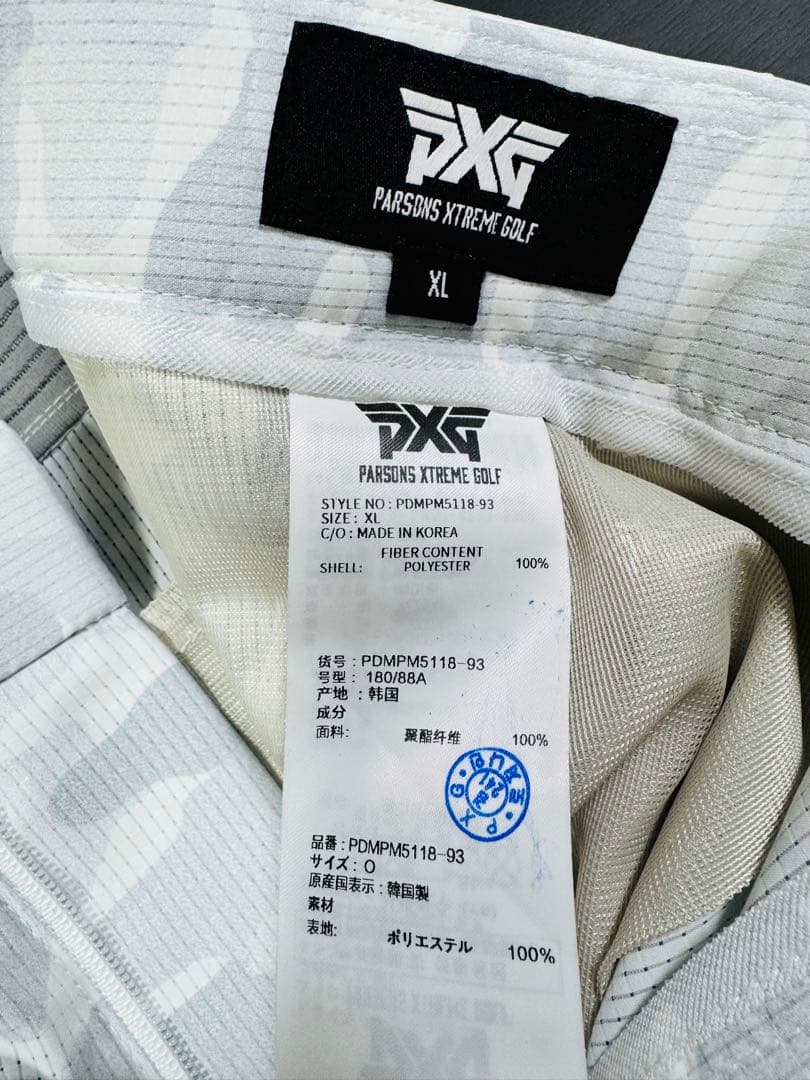 PXG
PARSONS XTREME GOLF
XL
PXG
PARSONS XTREME GOLF
STYLE NO : PDMPM5118-93
SIZE : XL
C/O : MADE IN KOREA
FIBER CONTENT
SHELL: POLYESTER 100%
货号 : PDMPM5118-93
号型 : 180/88A
产地 : 韩国
成分
面料: 聚酯纤维 100%
PXG
品番 : PDMPM5118-93
サイズ : O
原産国表示 : 韓国製
素材
表地: ポリエステル 100%